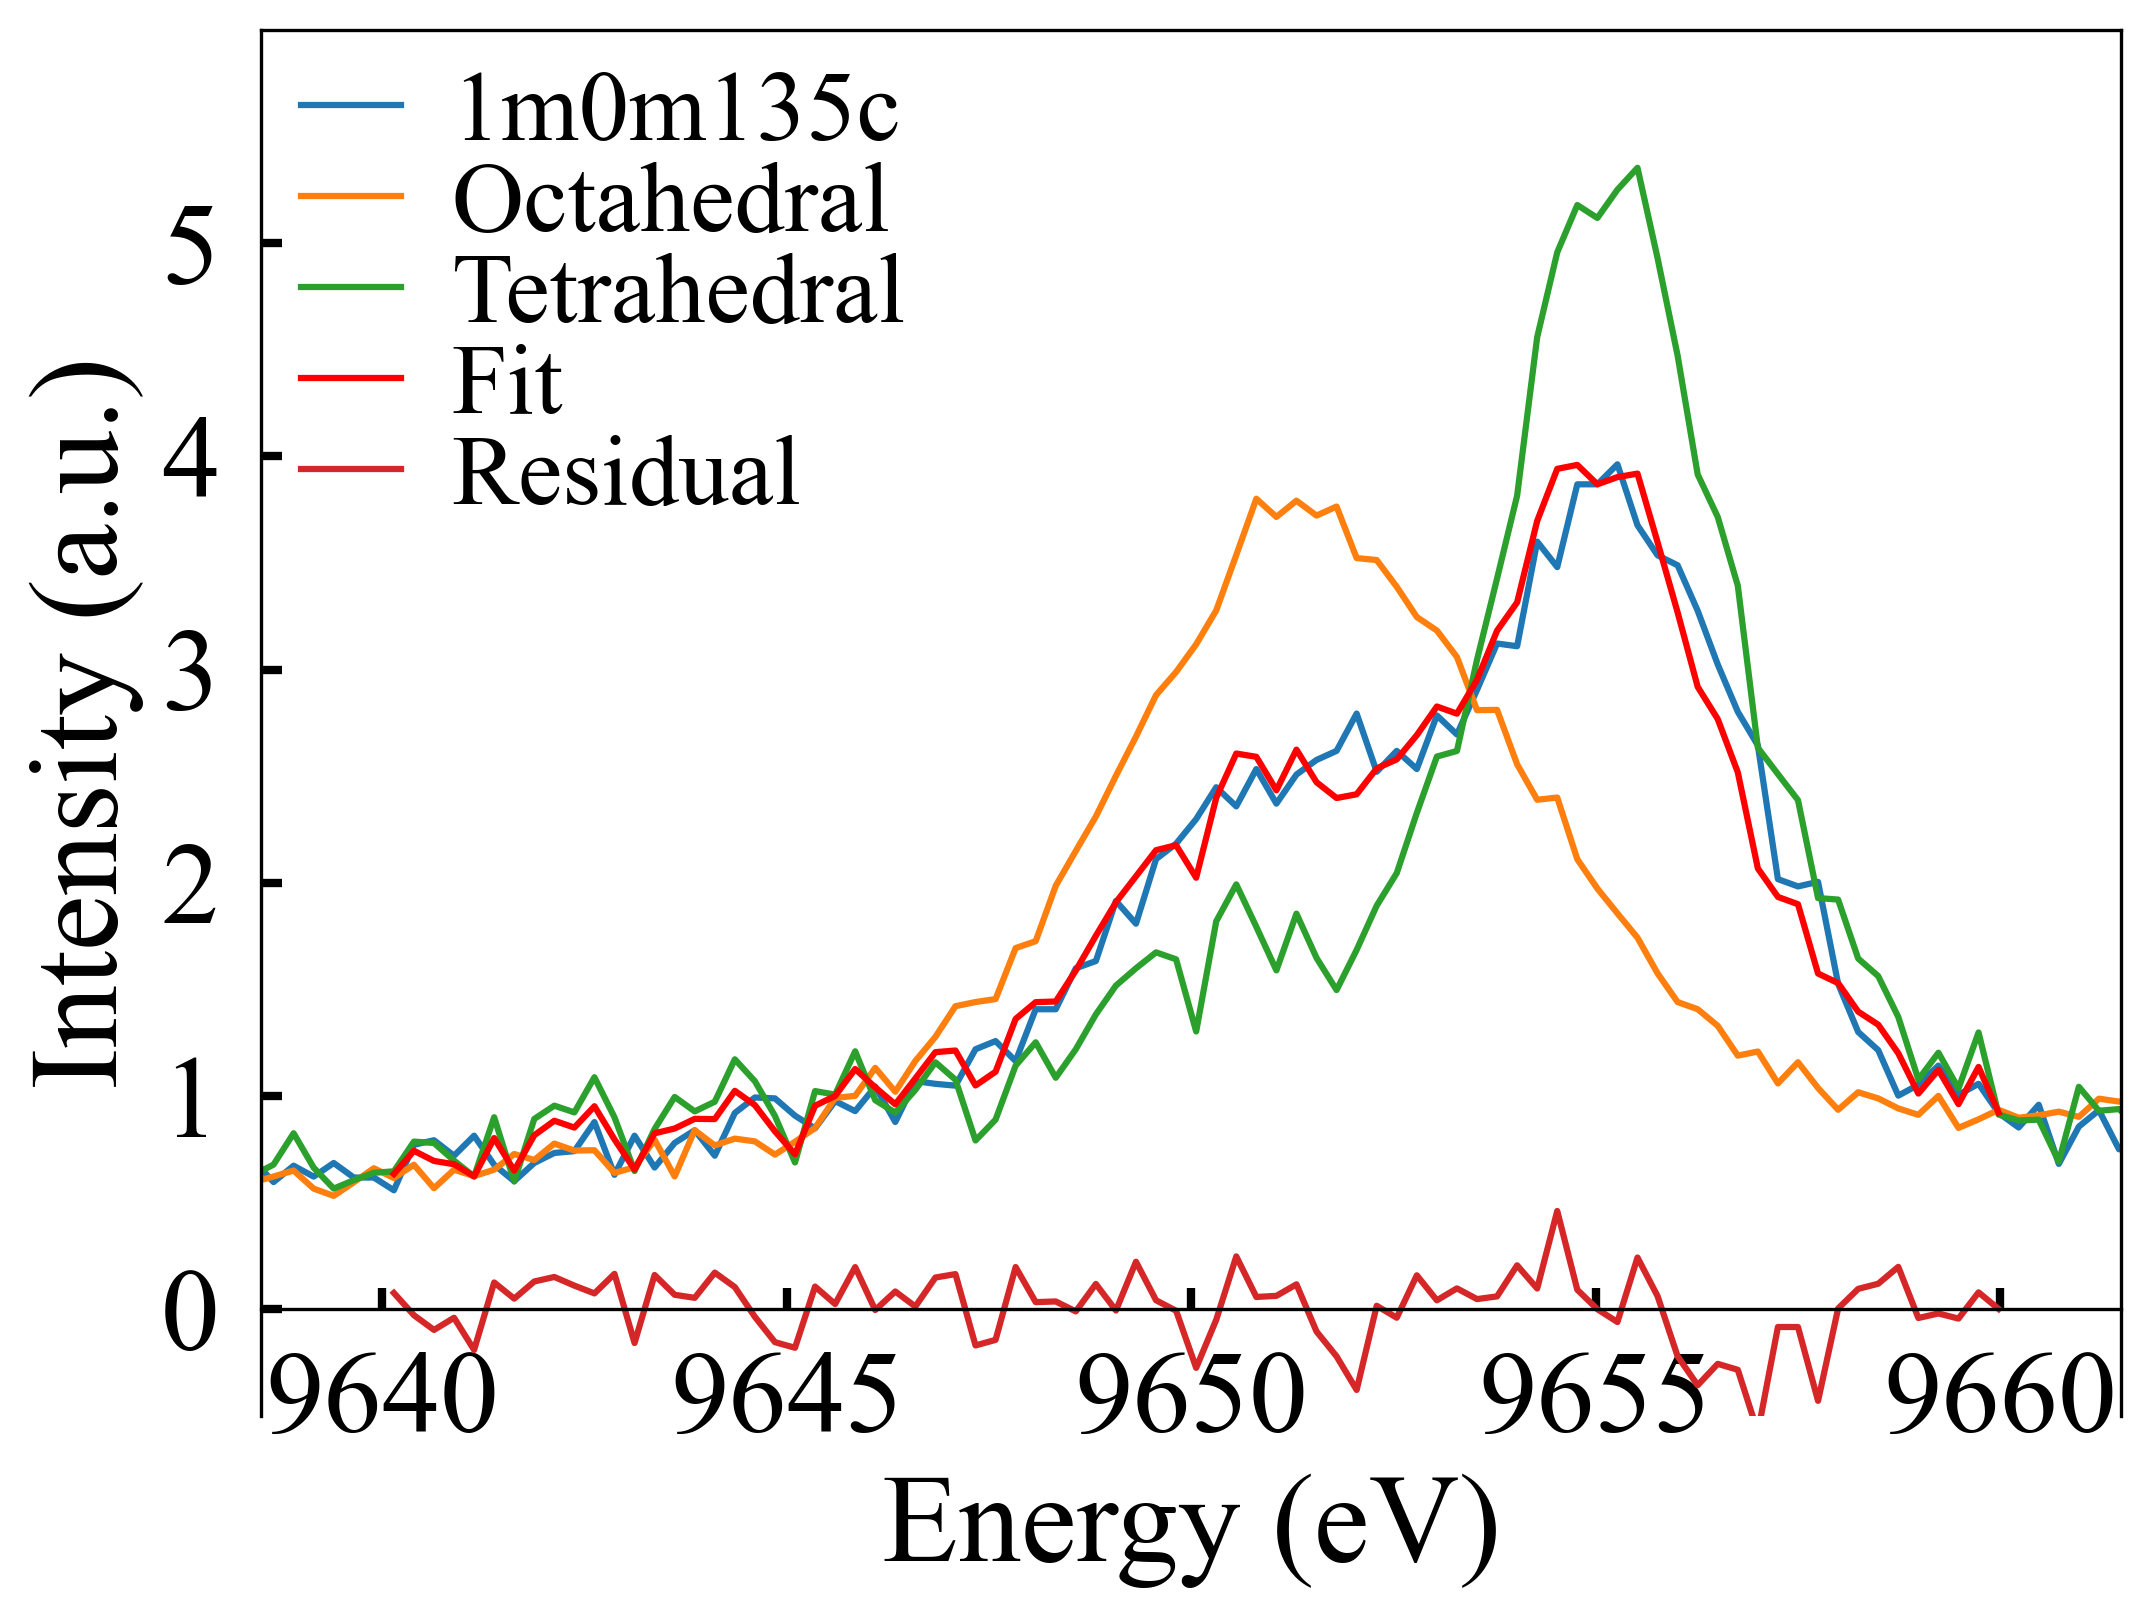 1m0m135c
Octahedral
Tetrahedral
Fit
Residual
Intensity (a.u.)
5
4
3
2
1
0
9640 9645 9650 9655 9660
Energy (eV)